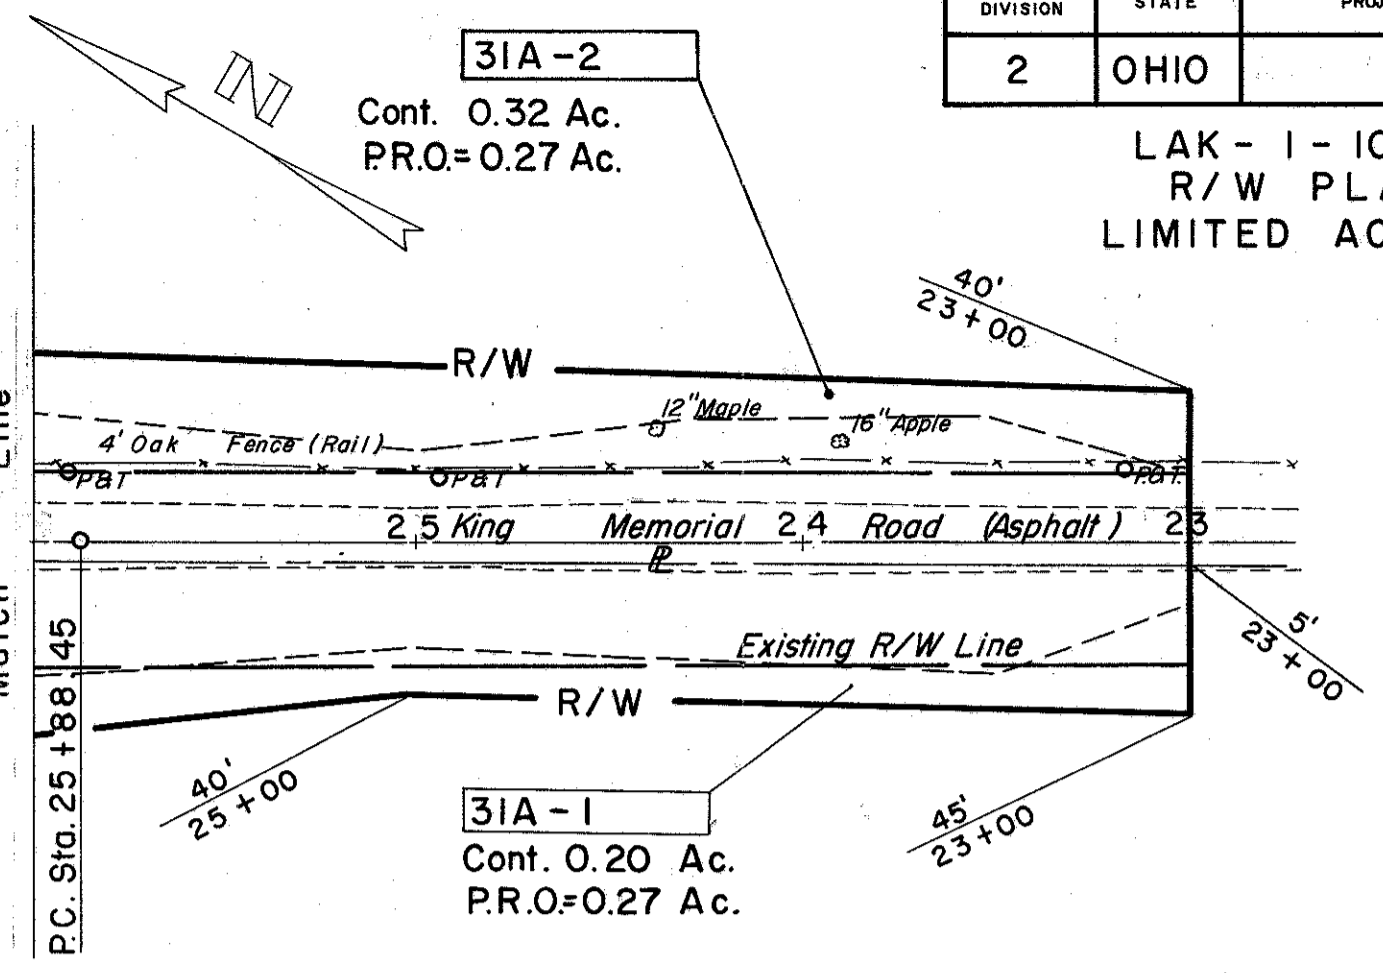 DIVISION STATE
2 OHIO
N
31A-2
Cont. 0.32 Ac.
P.R.O.= 0.27 Ac.
LAK - 1 - 10
R/W
LIMITED
40'
23+00
R/W
12" Maple
16" Apple
4' Oak Fence (Rail)
P&T P&T P&T
25 King Memorial 24 Road (Asphalt) 23
PL
Existing R/W Line
5'
23+00
R/W
40'
25+00
45'
23+00
31A-1
Cont. 0.20 Ac.
P.R.O.= 0.27 Ac.
P.C. Sta. 25+88.45
Match Line